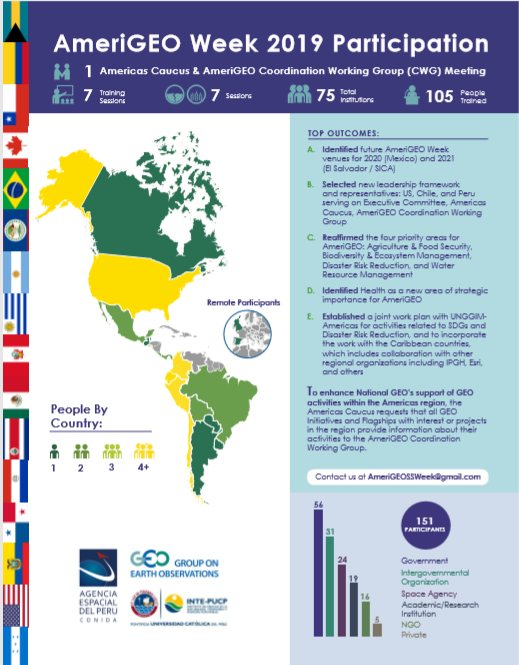 AmeriGEO Week 2019 Participation
1 Americas Caucus & AmeriGEO Coordination Working Group (CWG) Meeting
7 Training Sessions
7 Sessions
75 Total Institutions
105 People Trained
TOP OUTCOMES:
A. Identified future AmeriGEO Week
venues for 2020 (Mexico) and 2021
(El Salvador / SICA)
B. Selected new leadership framework
and representatives: US, Chile, and Peru
serving on Executive Committee, Americas
Caucus, AmeriGEO Coordination Working
Group
C. Reaffirmed the four priority areas for
AmeriGEO: Agriculture & Food Security,
Biodiversity & Ecosystem Management,
Disaster Risk Reduction, and Water
Resource Management
D. Identified Health as a new area of strategic
importance for AmeriGEO
E. Established a joint work plan with UNGGIM-
Americas for activities related to SDGs and
Disaster Risk Reduction, and to incorporate
the work with the Caribbean countries,
which includes collaboration with other
regional organizations including IPGH, Esri,
and others
To enhance National GEO's support of GEO
activities within the Americas region, the
Americas Caucus requests that all GEO
Initiatives and Flagships with interest or projects
in the region provide information about their
activities to the AmeriGEO Coordination
Working Group.
Contact us at AmeriGEOSSWeek@gmail.com
Remote Participants
People By
Country:
1 2 3 4+
56
31
24
19
16
5
151
PARTICIPANTS
Government
Intergovernmental
Organization
Space Agency
Academic/Research
Institution
NGO
Private
AGENCIA
ESPACIAL
DEL PERU
CONIDA
GEO GROUP ON
EARTH OBSERVATIONS
INTE-PUCP
PONTIFICIA UNIVERSIDAD CATÓLICA DEL PERÚ